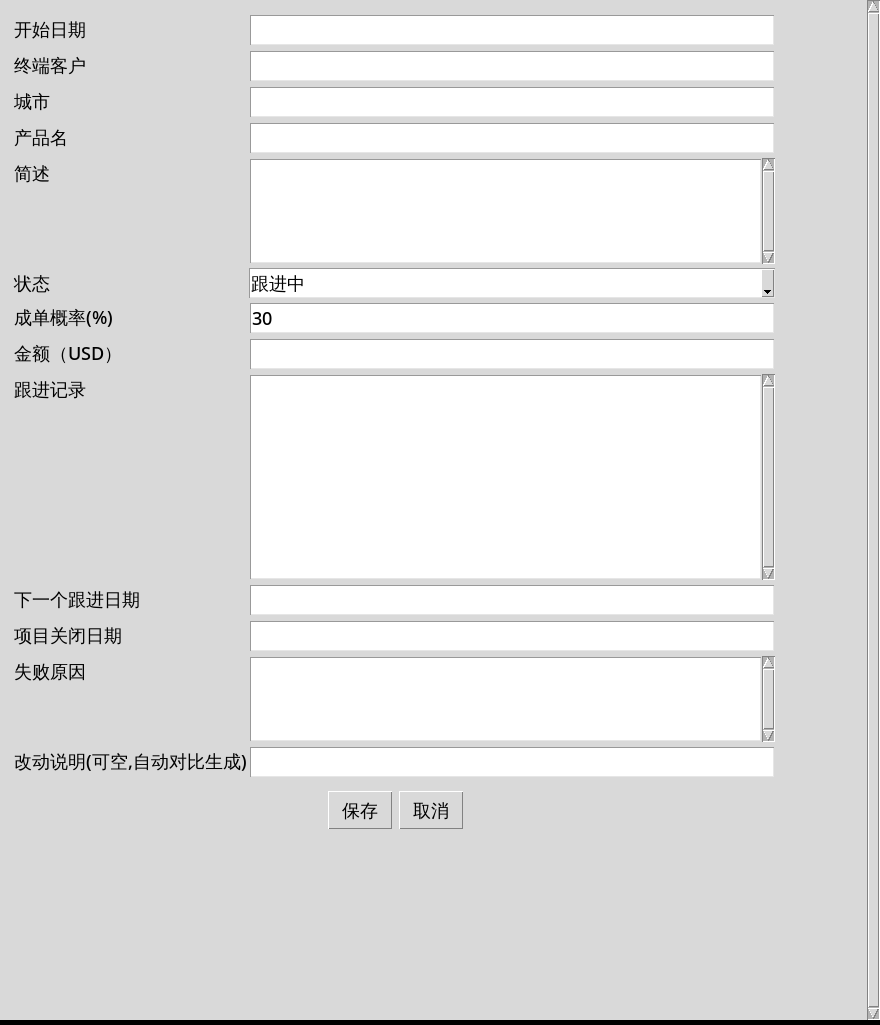 开始日期
终端客户
城市
产品名
简述
状态 跟进中
成单概率(%) 30
金额（USD）
跟进记录
下一个跟进日期
项目关闭日期
失败原因
改动说明(可空,自动对比生成)
保存 取消